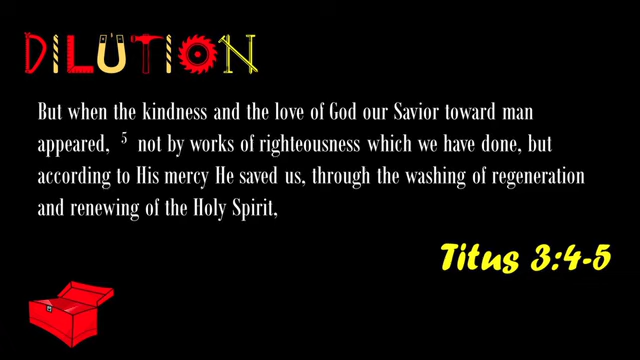 DILUTION
But when the kindness and the love of God our Savior toward man
appeared, 5 not by works of righteousness which we have done, but
according to His mercy He saved us, through the washing of regeneration
and renewing of the Holy Spirit,
Titus 3:4-5